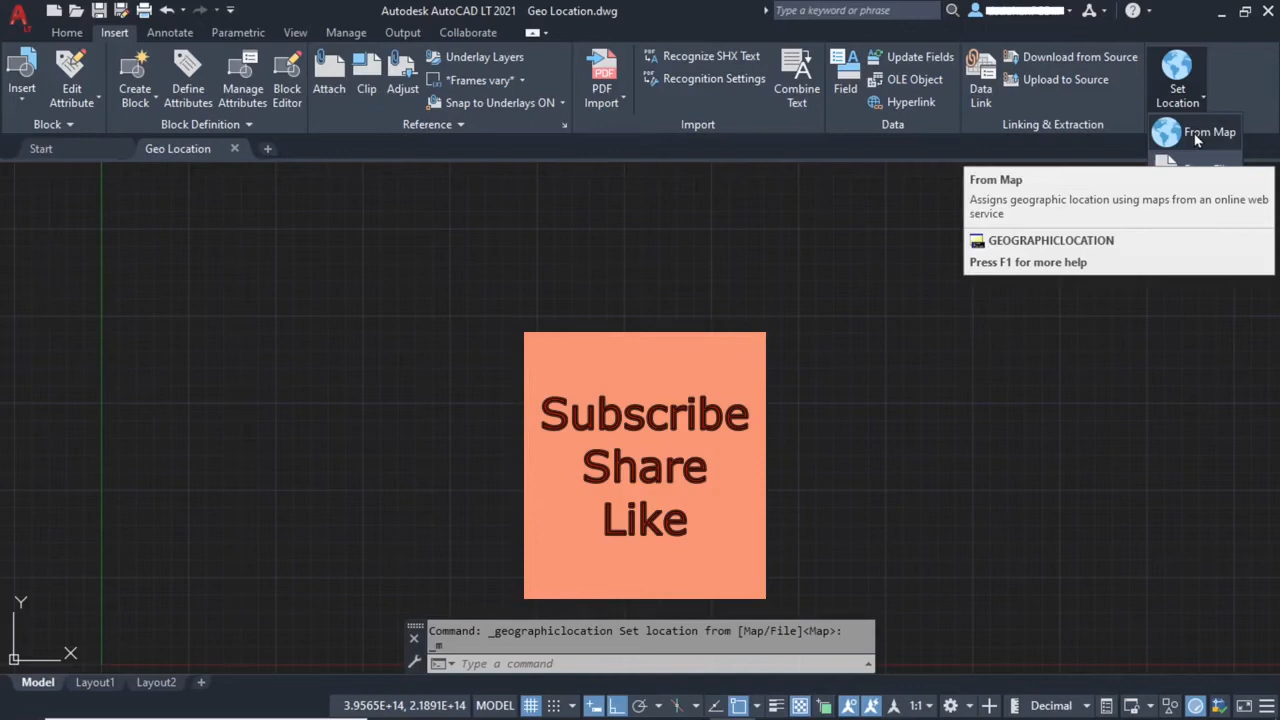 LT
Autodesk AutoCAD LT 2021 Geo Location.dwg
Type a keyword or phrase
Home Insert Annotate Parametric View Manage Output Collaborate
Insert
Edit
Attribute
Block
Create
Block
Define
Attributes
Manage
Attributes
Block
Editor
Block Definition
Attach
Clip
Adjust
Underlay Layers
*Frames vary*
Snap to Underlays ON
Reference
PDF
PDF
Import
Recognize SHX Text
Recognition Settings
Combine
Text
Import
Field
Update Fields
OLE Object
Hyperlink
Data
Data
Link
Download from Source
Upload to Source
Linking & Extraction
Set
Location
From Map
Start
Geo Location
From Map
Assigns geographic location using maps from an online web
service
GEOGRAPHICLOCATION
Press F1 for more help
Subscribe
Share
Like
Y
X
Command: _geographiclocation Set location from [Map/File]<Map>:
_m
Type a command
Model Layout1 Layout2
3.9565E+14, 2.1891E+14 MODEL 1:1 Decimal